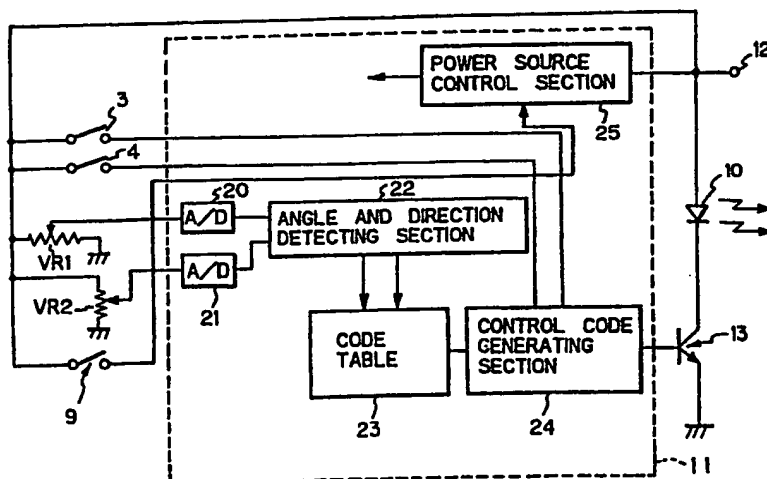 12
POWER SOURCE
CONTROL SECTION
25
3
4
10
20
22
A/D
ANGLE AND DIRECTION
DETECTING SECTION
VR1
A/D
21
VR2
CODE
TABLE
CONTROL CODE
GENERATING
SECTION
13
9
23
24
11